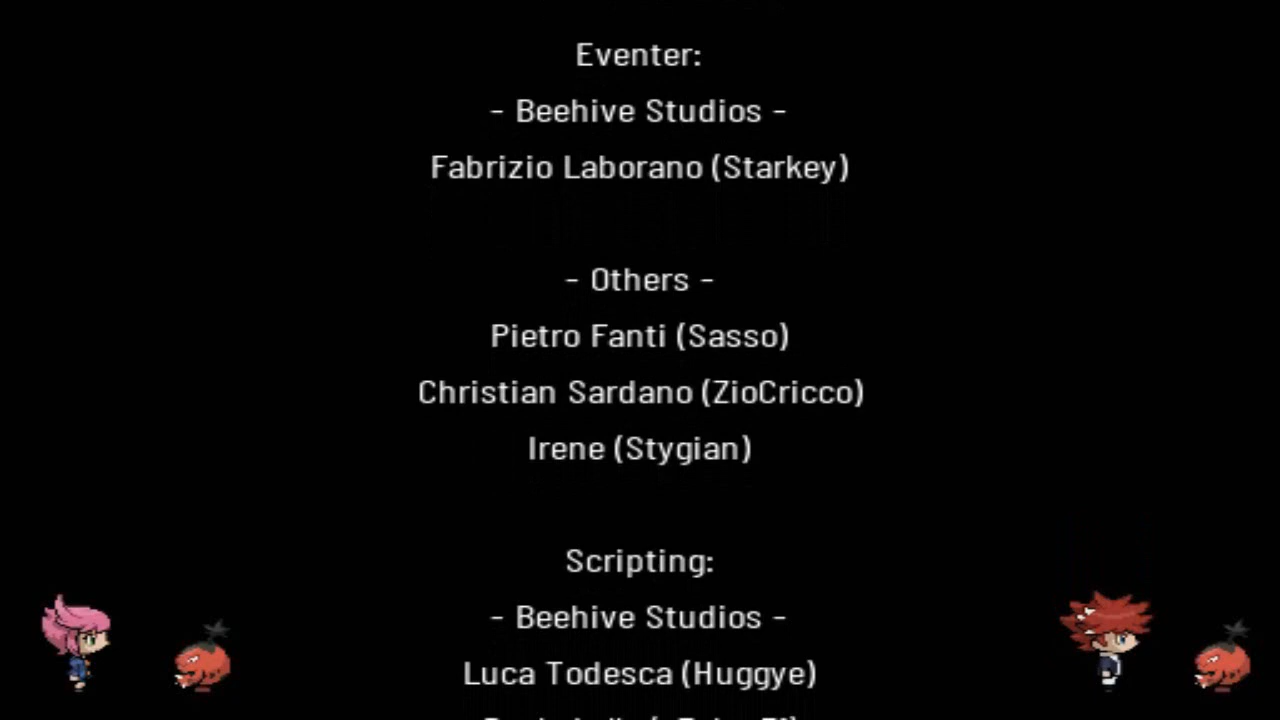 Eventer:
- Beehive Studios -
Fabrizio Laborano (Starkey)
- Others -
Pietro Fanti (Sasso)
Christian Sardano (ZioCricco)
Irene (Stygian)
Scripting:
- Beehive Studios -
Luca Todesca (Huggye)